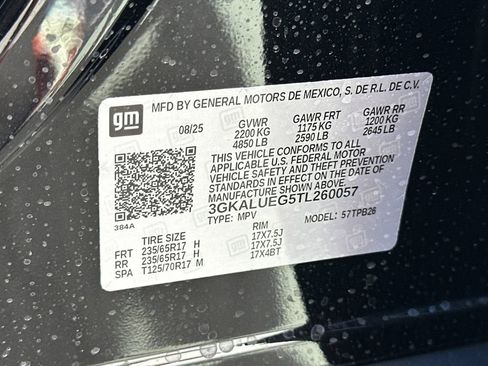 gm
MFD BY GENERAL MOTORS DE MEXICO, S. DE R.L. DE C.V.
08/25 GVWR GAWR FRT GAWR RR
2200 KG 1175 KG 1200 KG
4850 LB 2590 LB 2645 LB
THIS VEHICLE CONFORMS TO ALL
APPLICABLE U.S. FEDERAL MOTOR
VEHICLE SAFETY AND THEFT PREVENTION
STANDARDS IN EFFECT ON THE DATE OF
MANUFACTURE SHOWN ABOVE.
3GKALUEG5TL260057
TYPE: MPV MODEL: 57TPB26
384A
TIRE SIZE RIM
FRT 235/65R17 H 17X7.5J
RR 235/65R17 H 17X7.5J
SPA T125/70R17 M 17X4BT